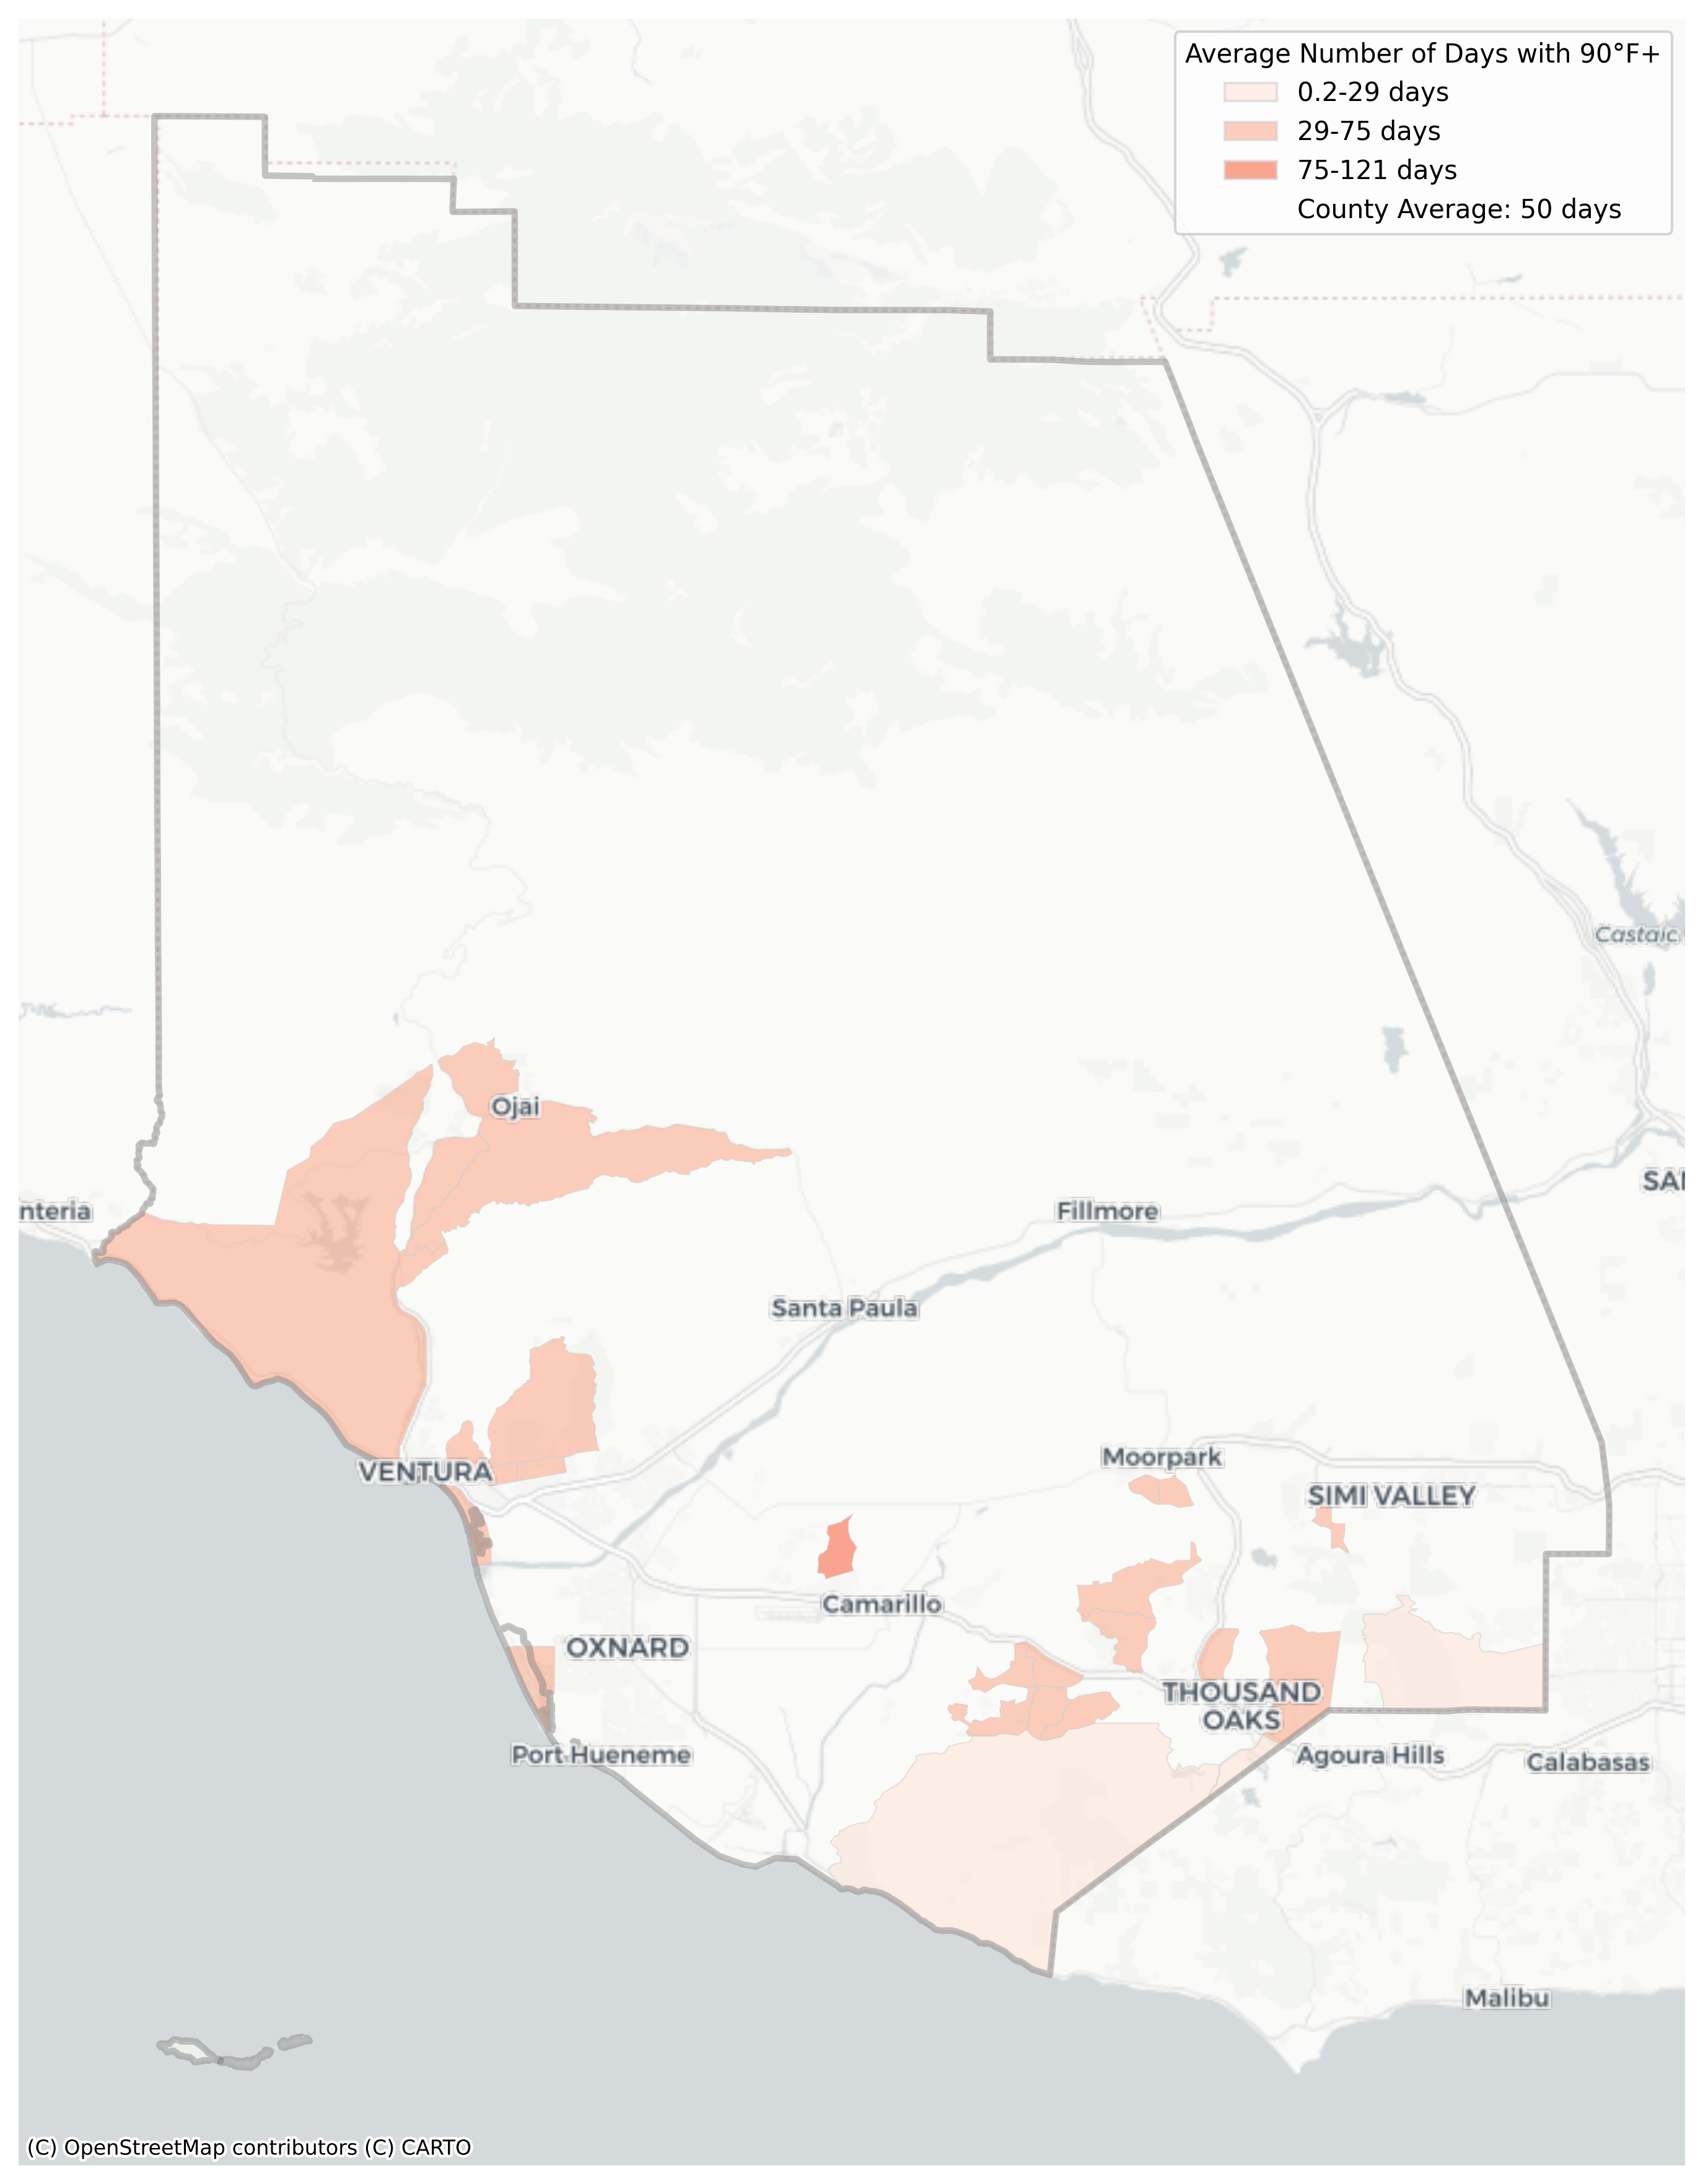 Average Number of Days with 90°F+
0.2-29 days
29-75 days
75-121 days
County Average: 50 days
Castaic
Ojai
SAN
nteria
Fillmore
Santa Paula
VENTURA
Moorpark
SIMI VALLEY
Camarillo
OXNARD
THOUSAND
OAKS
Port Hueneme
Agoura Hills
Calabasas
Malibu
(C) OpenStreetMap contributors (C) CARTO